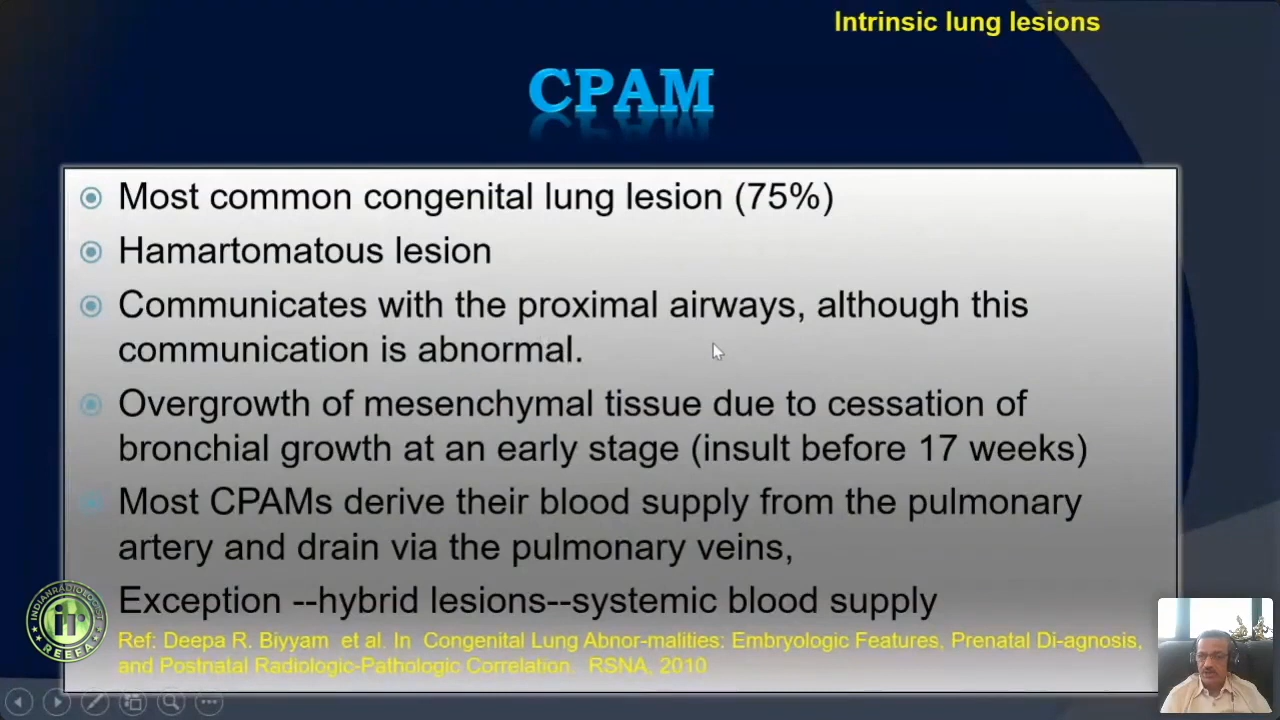 Intrinsic lung lesions
CPAM
Most common congenital lung lesion (75%)
Hamartomatous lesion
Communicates with the proximal airways, although this
communication is abnormal.
Overgrowth of mesenchymal tissue due to cessation of
bronchial growth at an early stage (insult before 17 weeks)
Most CPAMs derive their blood supply from the pulmonary
artery and drain via the pulmonary veins,
Exception --hybrid lesions--systemic blood supply
Ref: Deepa R. Biyyam et al. In Congenital Lung Abnor-malities: Embryologic Features, Prenatal Di-agnosis,
and Postnatal Radiologic-Pathologic Correlation. RSNA, 2010
INDIANRADIOLOGIST
ir
REEFA